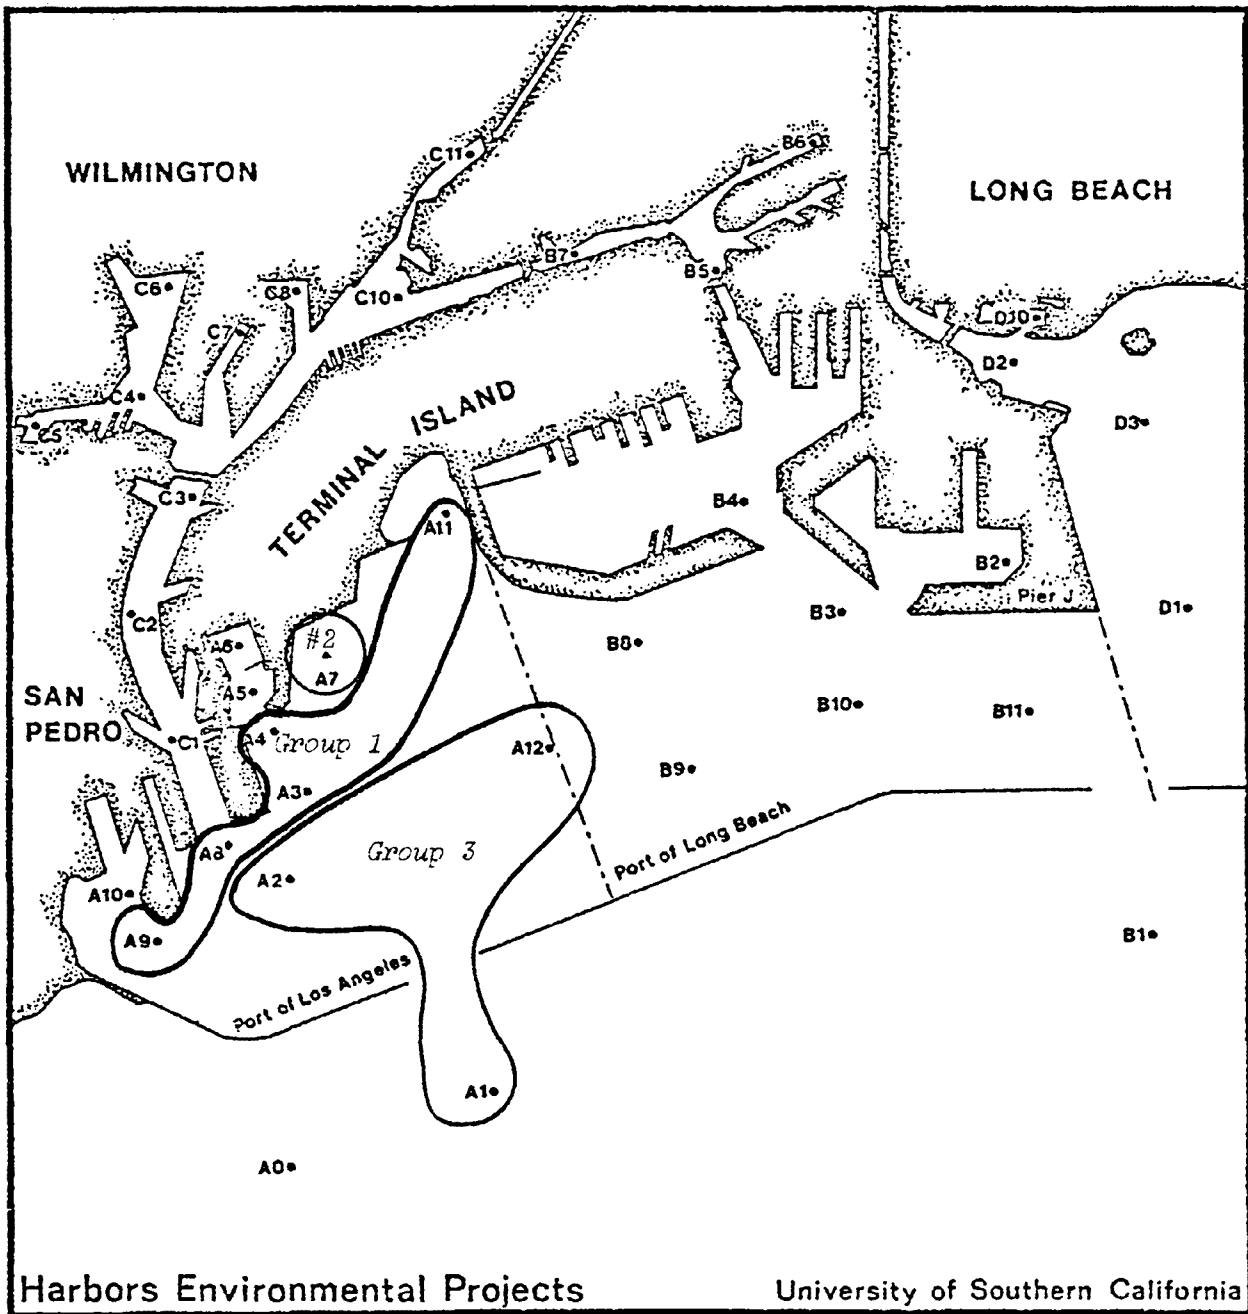 WILMINGTON
LONG BEACH
C11
B6
B7
B5
C6
C8
C10
C7
D10
D2
C4
C5
D3
TERMINAL ISLAND
C3
A11
B4
B2
Pier J
C2
B3
D1
#2
A6
B8
A7
SAN
PEDRO
A5
B10
B11
C1
A4
Group 1
A12
B9
A3
Port of Long Beach
A8
Group 3
A2
A10
A9
B1
Port of Los Angeles
A1
A0
Harbors Environmental Projects
University of Southern California